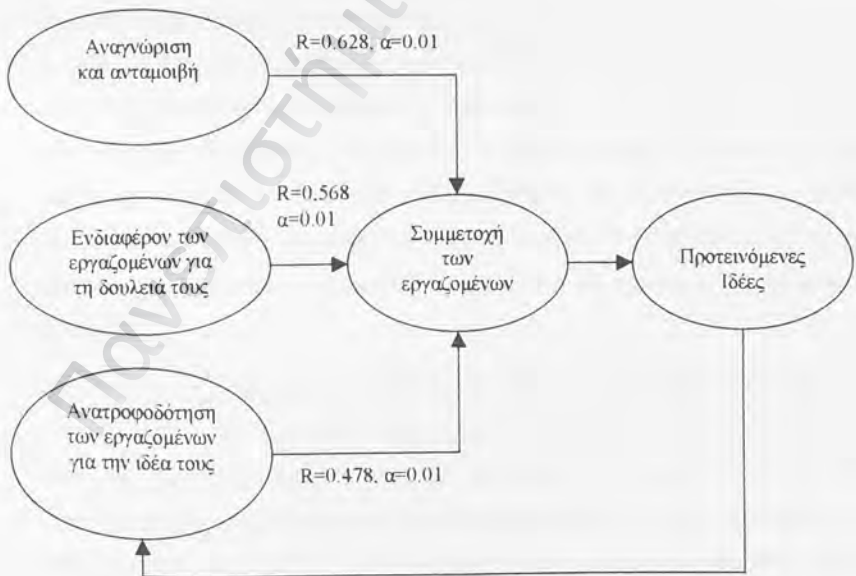 Αναγνώριση
και ανταμοιβή
R=0.628, α=0.01
Ενδιαφέρον των
εργαζομένων για
τη δουλειά τους
R=0.568
α=0.01
Συμμετοχή
των
εργαζομένων
Προτεινόμενες
Ιδέες
Ανατροφοδότηση
των εργαζομένων
για την ιδέα τους
R=0.478, α=0.01
Πανεπιστήμι